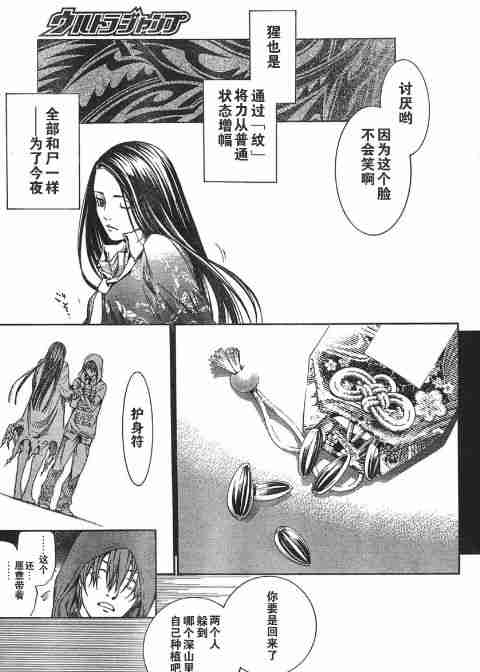 ウルトラジャンプ
讨厌哟
因为这个脸
不会笑啊
猩也是
通过「纹」
将力从普通
状态增幅
全部和尸一样
——为了今夜
护身符
……这个
还……
愿意带着
你要是回来了
两个人
躲到
哪个深山里
自己种植吧